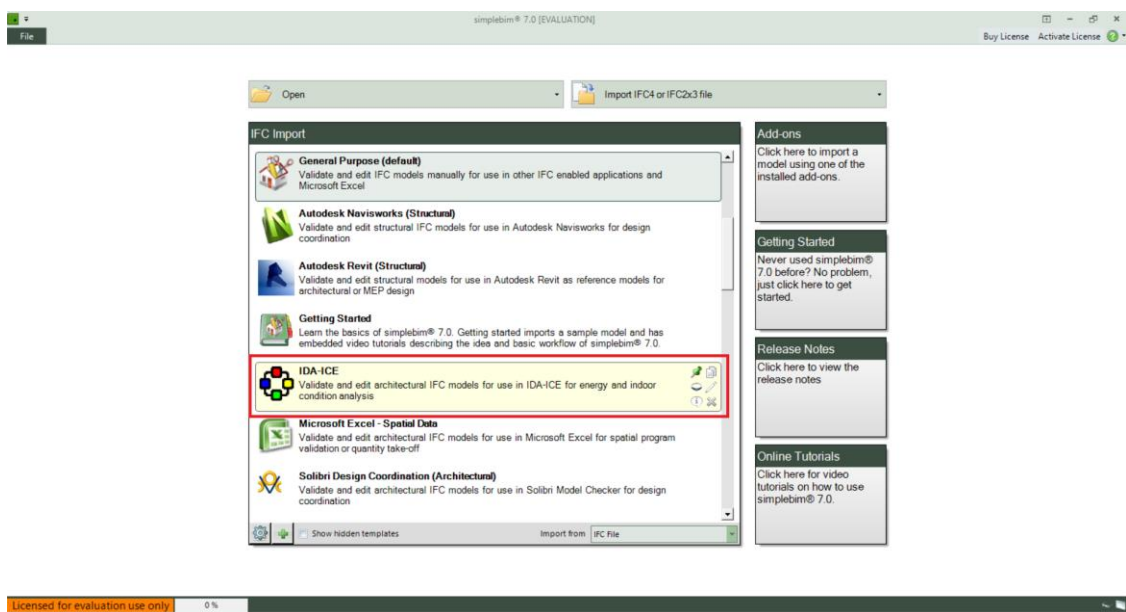 simplebim® 7.0 [EVALUATION]
File
Buy License Activate License
Open
Import IFC4 or IFC2x3 file
IFC Import
General Purpose (default)
Validate and edit IFC models manually for use in other IFC enabled applications and
Microsoft Excel
Autodesk Navisworks (Structural)
Validate and edit structural IFC models for use in Autodesk Navisworks for design
coordination
Autodesk Revit (Structural)
Validate and edit structural models for use in Autodesk Revit as reference models for
architectural or MEP design
Getting Started
Learn the basics of simplebim® 7.0. Getting started imports a sample model and has
embedded video tutorials describing the idea and basic workflow of simplebim® 7.0.
IDA-ICE
Validate and edit architectural IFC models for use in IDA-ICE for energy and indoor
condition analysis
Microsoft Excel - Spatial Data
Validate and edit architectural IFC models for use in Microsoft Excel for spatial program
validation or quantity take-off
Solibri Design Coordination (Architectural)
Validate and edit architectural IFC models for use in Solibri Model Checker for design
coordination
Show hidden templates
Import from IFC File
Add-ons
Click here to import a
model using one of the
installed add-ons.
Getting Started
Never used simplebim®
7.0 before? No problem,
just click here to get
started.
Release Notes
Click here to view the
release notes
Online Tutorials
Click here for video
tutorials on how to use
simplebim® 7.0.
Licensed for evaluation use only
0 %